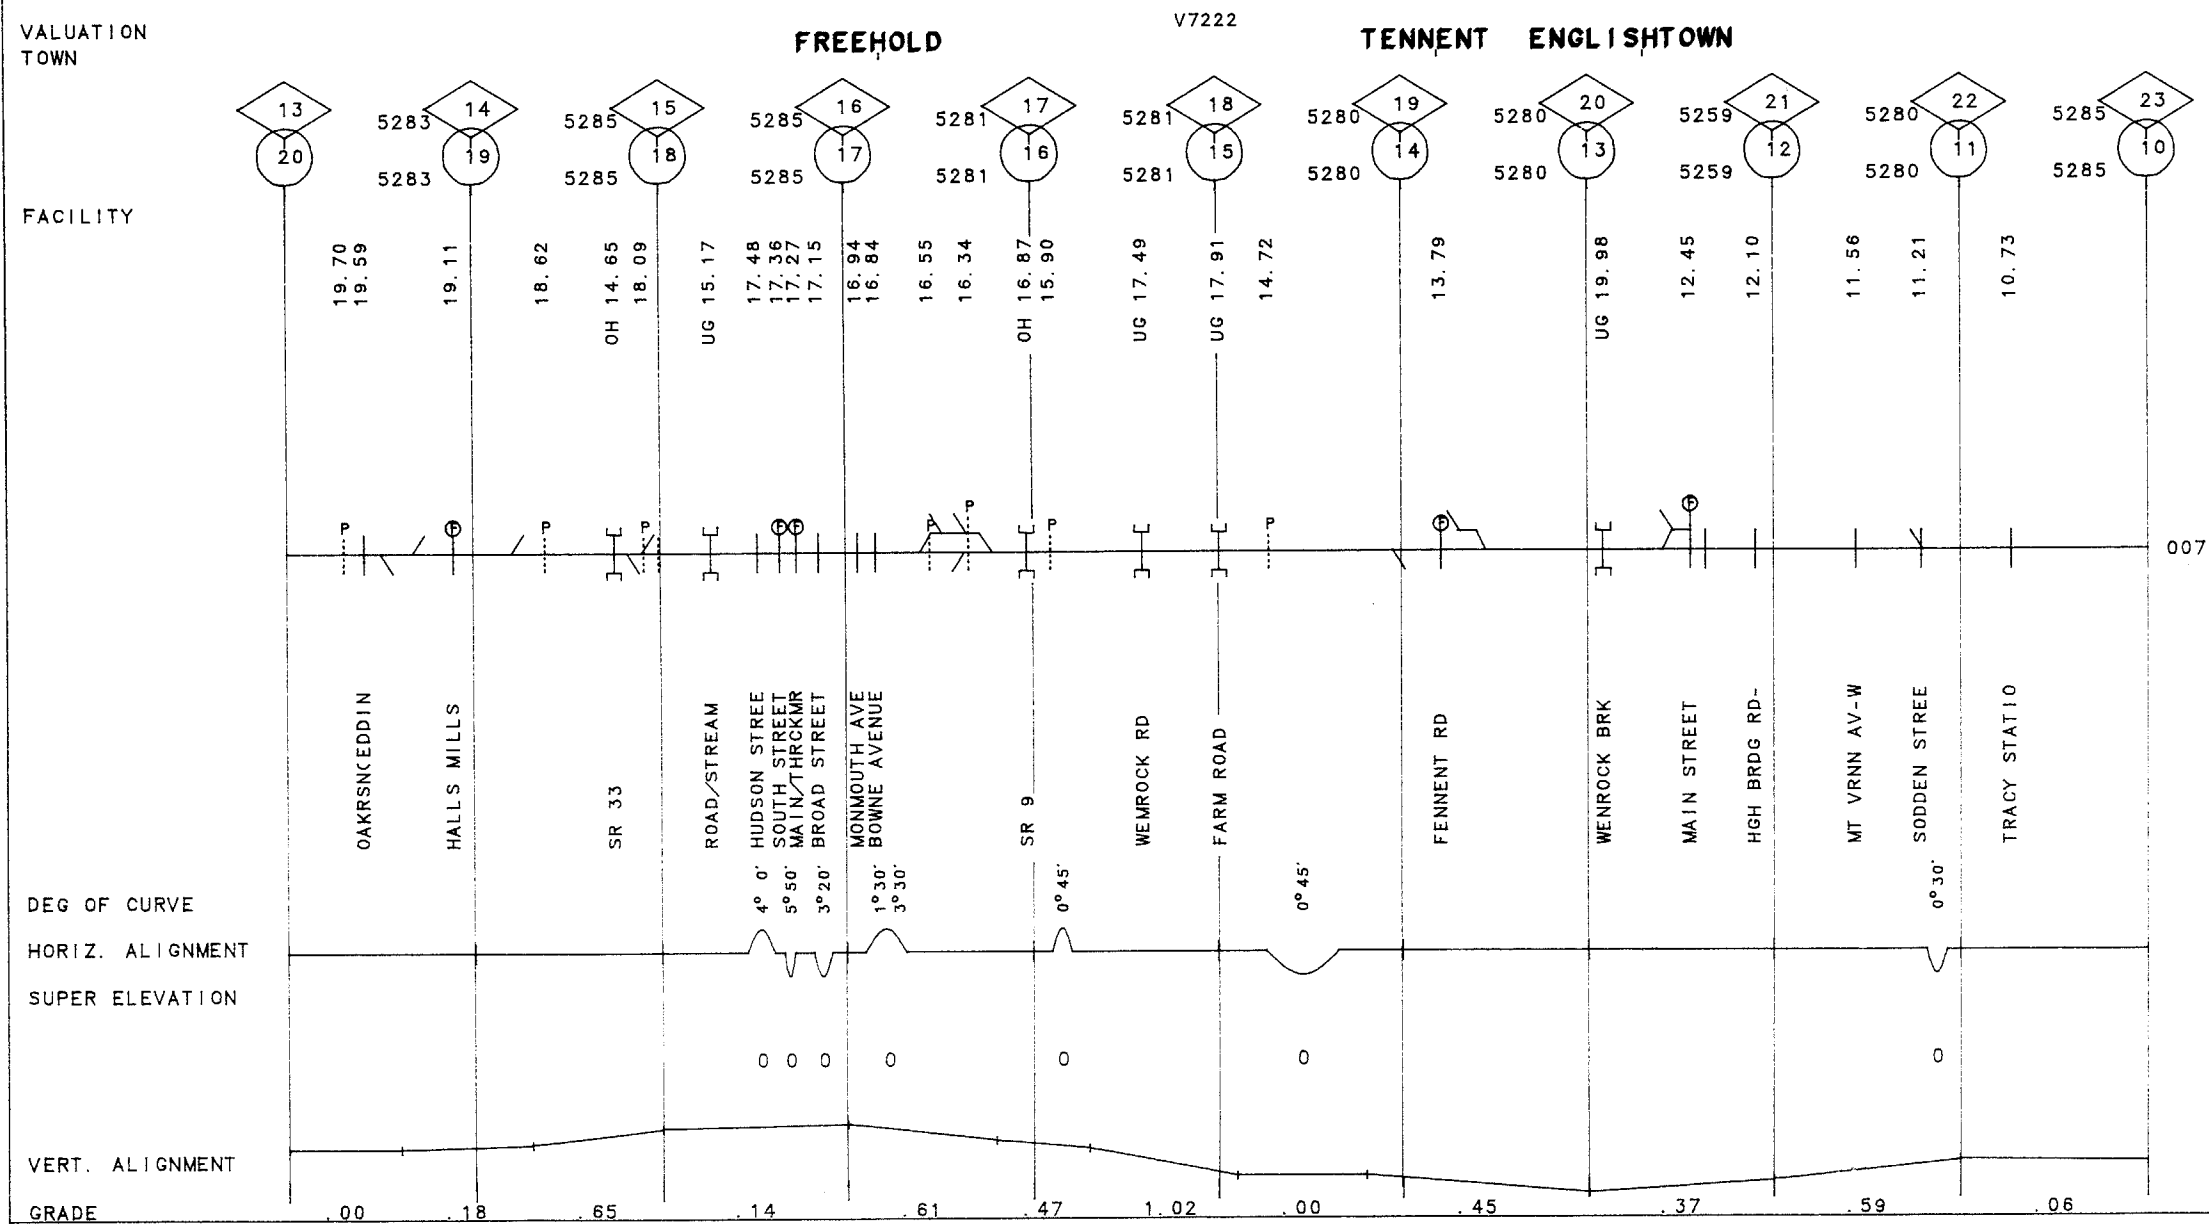 V7222
VALUATION
TOWN
FREEHOLD TENNENT ENGLISHTOWN
13 14 15 16 17 18 19 20 21 22 23
5283 5285 5285 5281 5281 5280 5280 5259 5280 5285
20 19 18 17 16 15 14 13 12 11 10
5283 5285 5285 5281 5281 5280 5280 5259 5280 5285
FACILITY
19.70
19.59
19.11
18.62
OH 14.65
18.09
UG 15.17
17.48
17.36
17.27
17.15
16.94
16.84
16.55
16.34
OH 16.87
15.90
UG 17.49
UG 17.91
14.72
13.79
UG 19.98
12.45
12.10
11.56
11.21
10.73
P F P P F F P P P P F F
007
OAKRSN(EDDIN
HALLS MILLS
SR 33
ROAD/STREAM
HUDSON STREE
SOUTH STREET
MAIN/THRCKMR
BROAD STREET
MONMOUTH AVE
BOWNE AVENUE
SR 9
WEMROCK RD
FARM ROAD
FENNENT RD
WENROCK BRK
MAIN STREET
HGH BRDG RD-
MT VRNN AV-W
SODDEN STREE
TRACY STATIO
DEG OF CURVE
4° 0'
5° 50'
3° 20'
1° 30'
3° 30'
0° 45'
0° 45'
0° 30'
HORIZ. ALIGNMENT
SUPER ELEVATION
0 0 0 0 0 0 0
VERT. ALIGNMENT
GRADE .00 .18 .65 .14 .61 .47 1.02 .00 .45 .37 .59 .06